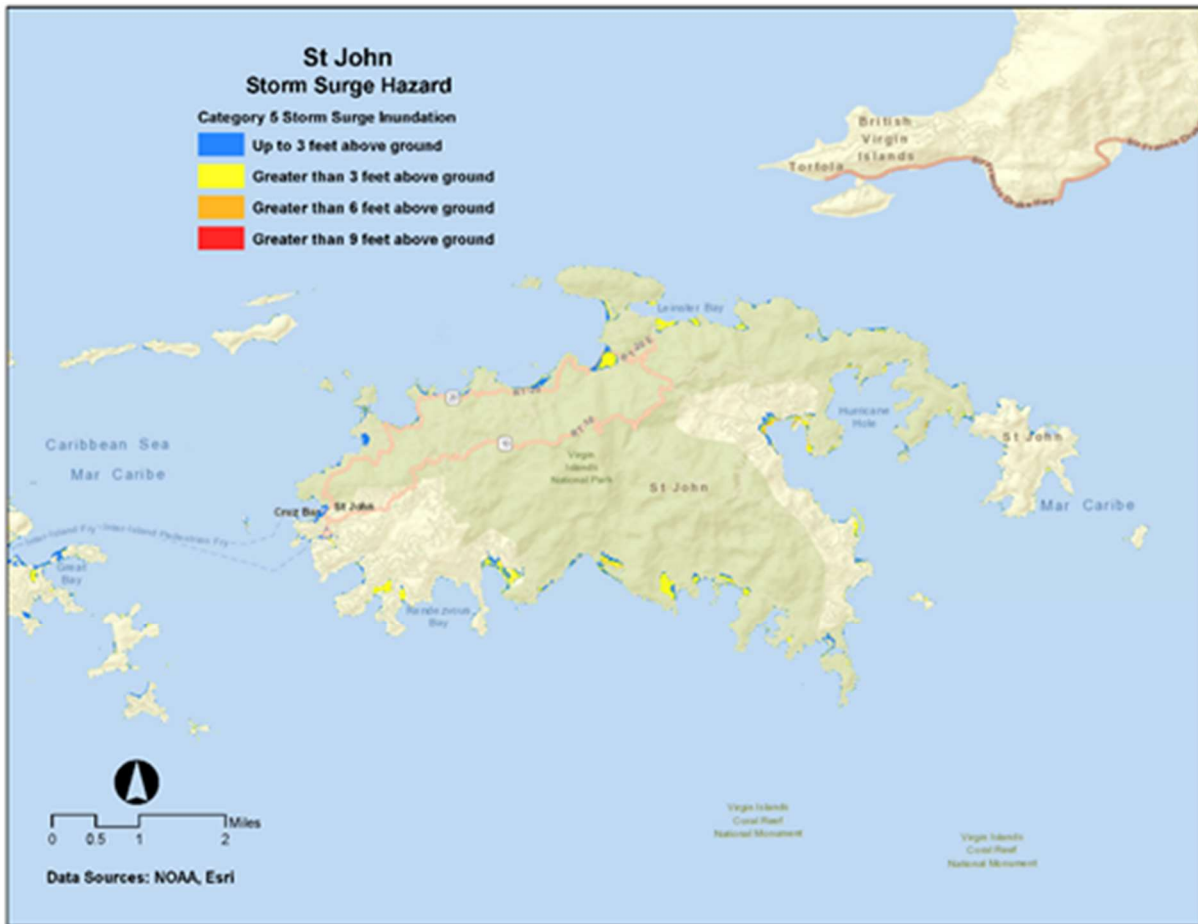 St John
Storm Surge Hazard
Category 5 Storm Surge Inundation
Up to 3 feet above ground
Greater than 3 feet above ground
Greater than 6 feet above ground
Greater than 9 feet above ground
British
Virgin
Islands
Tortola
Leinster Bay
Caribbean Sea
Mar Caribe
Hurricane
Hole
St John
Mar Caribe
Virgin
Islands
National Park
St John
Cruz Bay
St John
Great
Bay
Rendezvous
Bay
0
0.5
1
2
Miles
Data Sources: NOAA, Esri
Virgin Islands
Coral Reef
National Monument
Virgin Islands
Coral Reef
National Monument